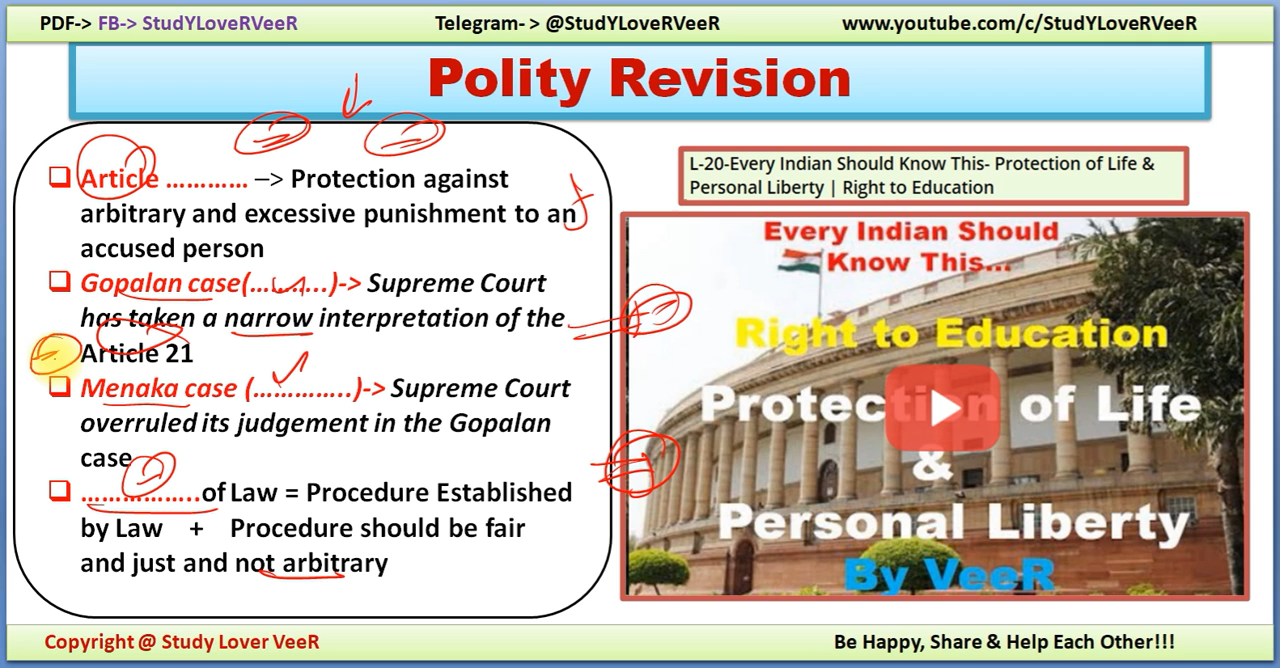 PDF-> FB-> StudYLoveRVeeR Telegram- > @StudYLoveRVeeR www.youtube.com/c/StudYLoveRVeeR
Polity Revision
Article ………… –> Protection against
arbitrary and excessive punishment to an
accused person
Gopalan case(………..)-> Supreme Court
has taken a narrow interpretation of the
Article 21
Menaka case (…………..)-> Supreme Court
overruled its judgement in the Gopalan
case
……………..of Law = Procedure Established
by Law + Procedure should be fair
and just and not arbitrary
L-20-Every Indian Should Know This- Protection of Life &
Personal Liberty | Right to Education
Every Indian Should
Know This...
Right to Education
Protection of Life
&
Personal Liberty
By VeeR
Copyright @ Study Lover VeeR Be Happy, Share & Help Each Other!!!